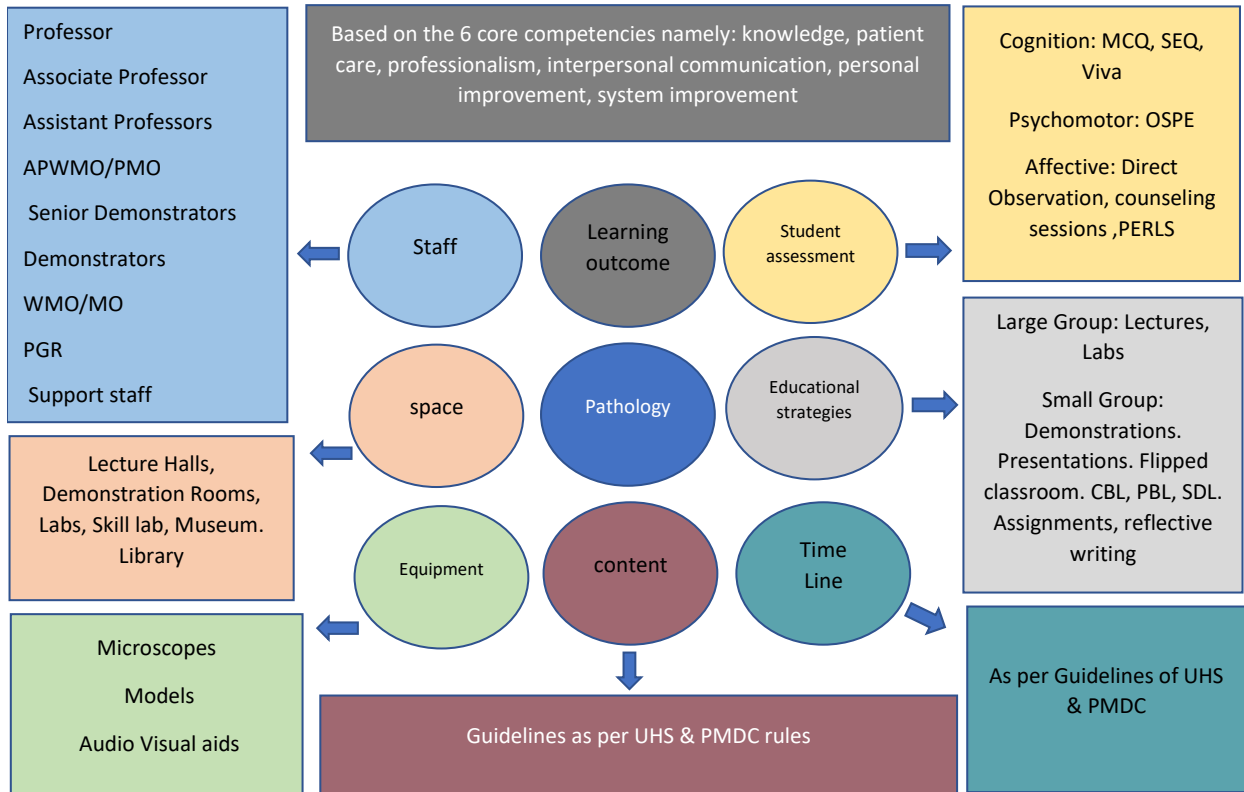 Professor
Associate Professor
Assistant Professors
APWMO/PMO
Senior Demonstrators
Demonstrators
WMO/MO
PGR
Support staff
Based on the 6 core competencies namely: knowledge, patient
care, professionalism, interpersonal communication, personal
improvement, system improvement
Cognition: MCQ, SEQ,
Viva
Psychomotor: OSPE
Affective: Direct
Observation, counseling
sessions ,PERLS
Staff
Learning
outcome
Student
assessment
space
Pathology
Educational
strategies
Large Group: Lectures,
Labs
Small Group:
Demonstrations.
Presentations. Flipped
classroom. CBL, PBL, SDL.
Assignments, reflective
writing
Lecture Halls,
Demonstration Rooms,
Labs, Skill lab, Museum.
Library
Equipment
content
Time
Line
Microscopes
Models
Audio Visual aids
Guidelines as per UHS & PMDC rules
As per Guidelines of UHS
& PMDC